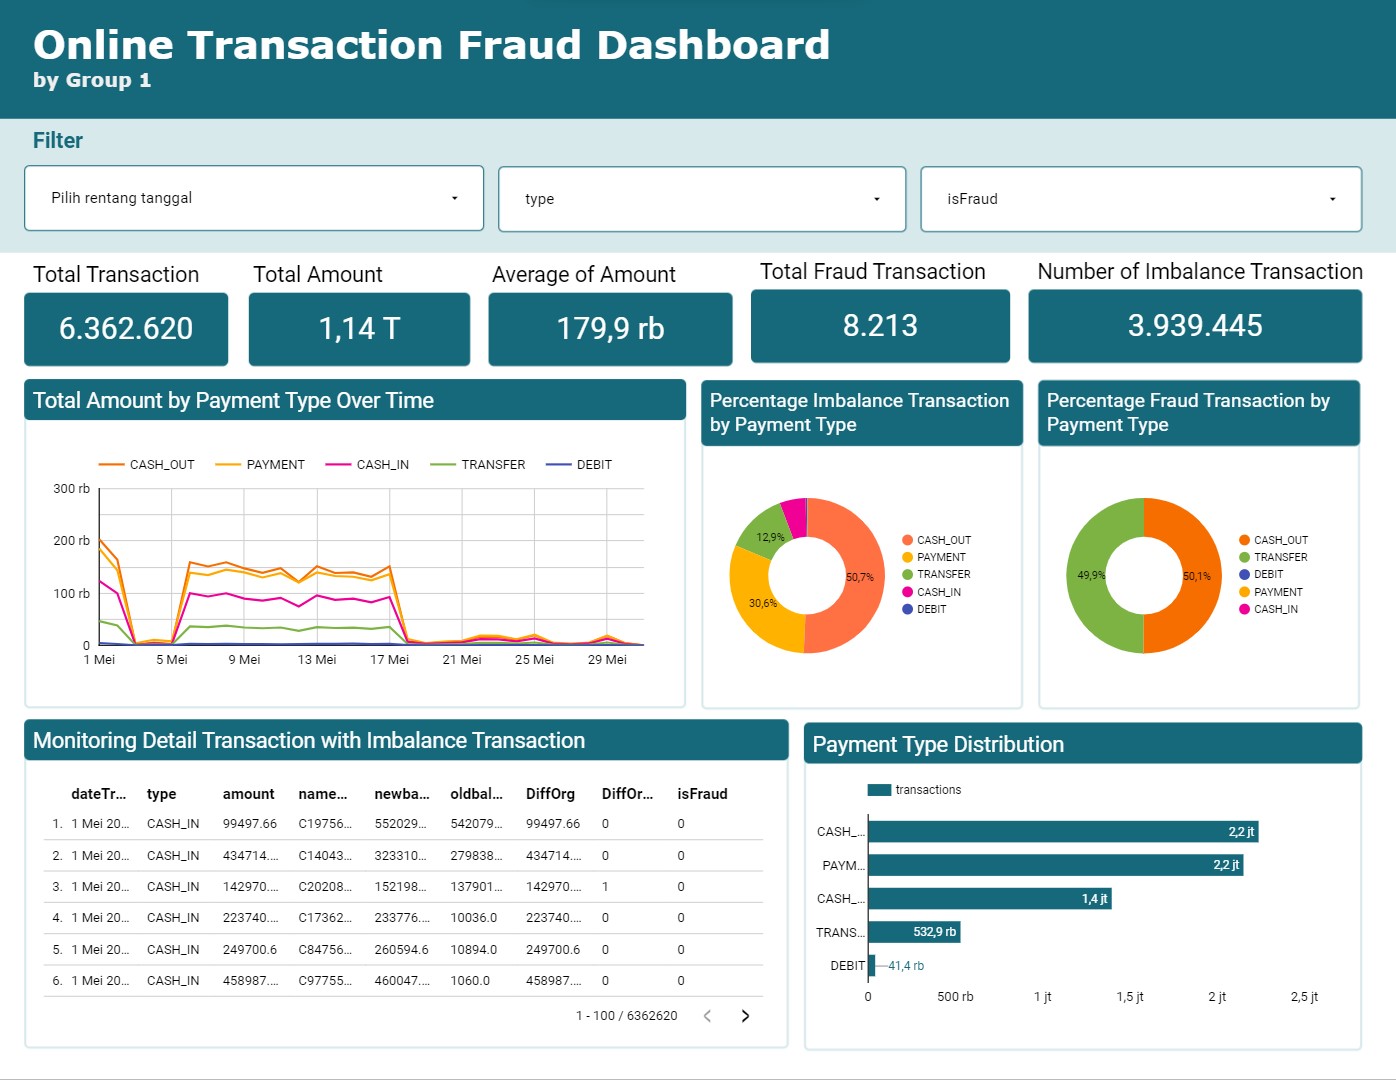 Online Transaction Fraud Dashboard
by Group 1
Filter
Pilih rentang tanggal
type
isFraud
Total Transaction
6.362.620
Total Amount
1,14 T
Average of Amount
179,9 rb
Total Fraud Transaction
8.213
Number of Imbalance Transaction
3.939.445
Total Amount by Payment Type Over Time
CASH_OUT PAYMENT CASH_IN TRANSFER DEBIT
300 rb
200 rb
100 rb
0
1 Mei 5 Mei 9 Mei 13 Mei 17 Mei 21 Mei 25 Mei 29 Mei
Percentage Imbalance Transaction
by Payment Type
12,9%
50,7%
30,6%
CASH_OUT
PAYMENT
TRANSFER
CASH_IN
DEBIT
Percentage Fraud Transaction by
Payment Type
49,9%
50,1%
CASH_OUT
TRANSFER
DEBIT
PAYMENT
CASH_IN
Monitoring Detail Transaction with Imbalance Transaction
dateTr... type amount name... newba... oldbal... DiffOrg DiffOr... isFraud
1. 1 Mei 20... CASH_IN 99497.66 C19756... 552029... 542079... 99497.66 0 0
2. 1 Mei 20... CASH_IN 434714.... C14043... 323310... 279838... 434714.... 0 0
3. 1 Mei 20... CASH_IN 142970.... C20208... 152198... 137901... 142970.... 1 0
4. 1 Mei 20... CASH_IN 223740.... C17362... 233776.... 10036.0 223740.... 0 0
5. 1 Mei 20... CASH_IN 249700.6 C84756... 260594.6 10894.0 249700.6 0 0
6. 1 Mei 20... CASH_IN 458987.... C97755... 460047.... 1060.0 458987.... 0 0
1 - 100 / 6362620
Payment Type Distribution
transactions
CASH_... 2,2 jt
PAYM... 2,2 jt
CASH_... 1,4 jt
TRANS... 532,9 rb
DEBIT 41,4 rb
0 500 rb 1 jt 1,5 jt 2 jt 2,5 jt